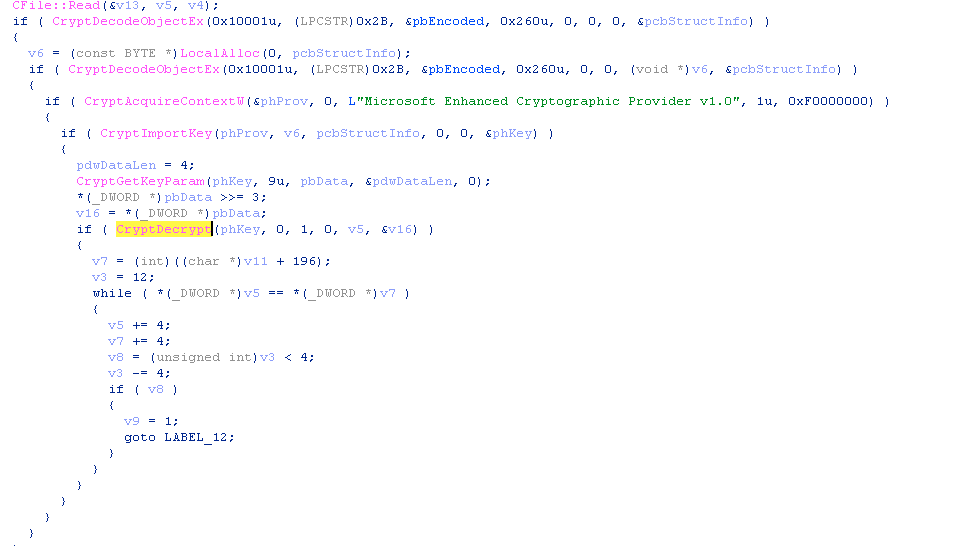 CFile::Read(&v13, v5, v4);
if ( CryptDecodeObjectEx(0x10001u, (LPCSTR)0x2B, &pbEncoded, 0x260u, 0, 0, 0, &pcbStructInfo) )
{
v6 = (const BYTE *)LocalAlloc(0, pcbStructInfo);
if ( CryptDecodeObjectEx(0x10001u, (LPCSTR)0x2B, &pbEncoded, 0x260u, 0, 0, (void *)v6, &pcbStructInfo) )
{
if ( CryptAcquireContextW(&phProv, 0, L"Microsoft Enhanced Cryptographic Provider v1.0", 1u, 0xF0000000) )
{
if ( CryptImportKey(phProv, v6, pcbStructInfo, 0, 0, &phKey) )
{
pdwDataLen = 4;
CryptGetKeyParam(phKey, 9u, pbData, &pdwDataLen, 0);
*(_DWORD *)pbData >>= 3;
v16 = *(_DWORD *)pbData;
if ( CryptDecrypt(phKey, 0, 1, 0, v5, &v16) )
{
v7 = (int)((char *)v11 + 196);
v3 = 12;
while ( *(_DWORD *)v5 == *(_DWORD *)v7 )
{
v5 += 4;
v7 += 4;
v8 = (unsigned int)v3 < 4;
v3 -= 4;
if ( v8 )
{
v9 = 1;
goto LABEL_12;
}
}
}
}
}
}